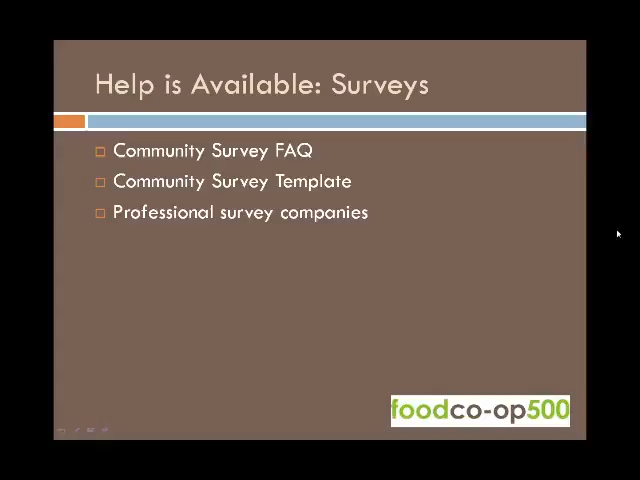 Help is Available: Surveys
Community Survey FAQ
Community Survey Template
Professional survey companies
foodco-op500